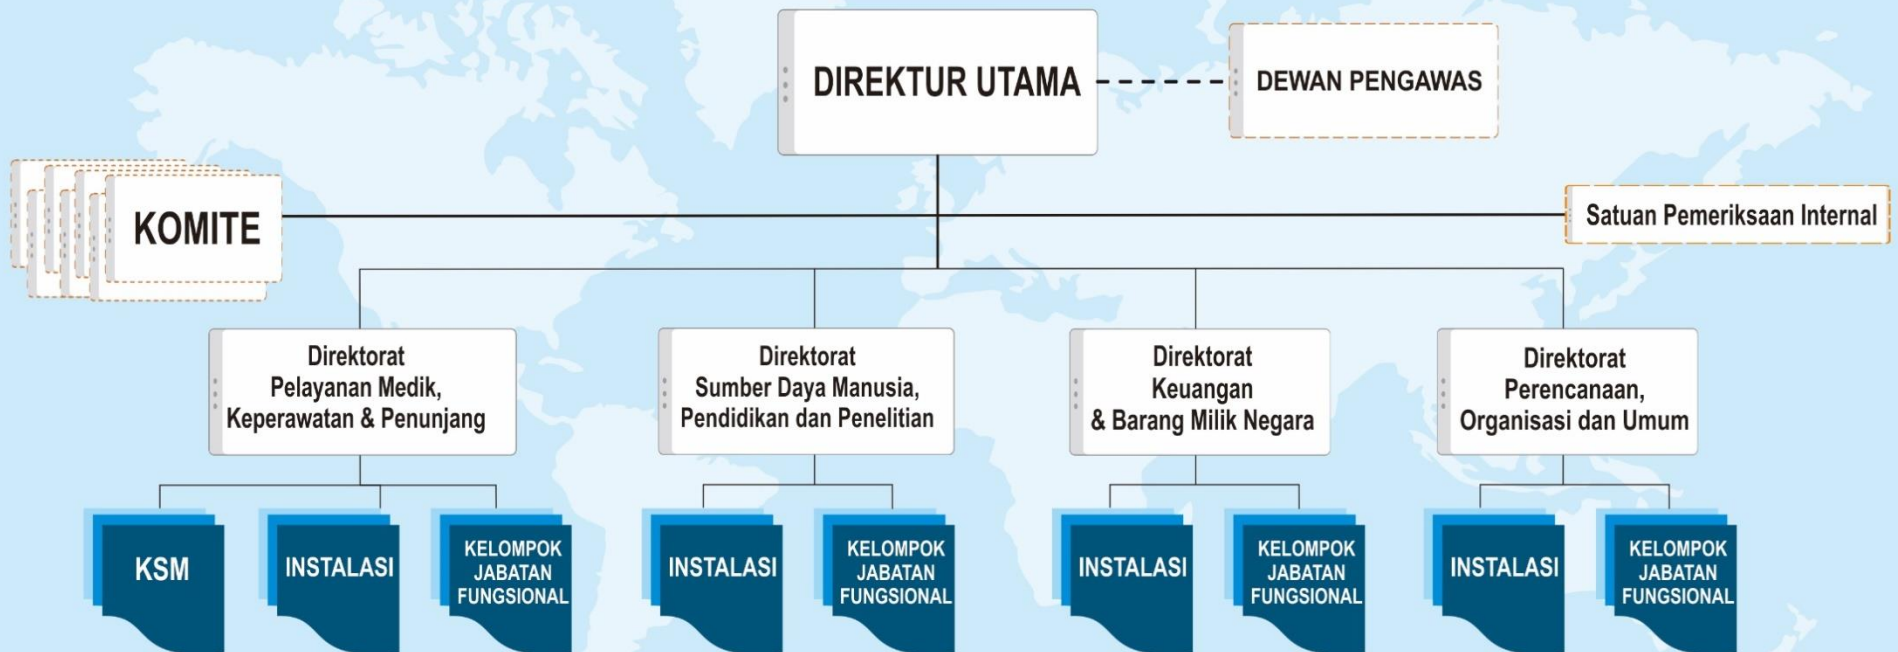 DIREKTUR UTAMA
DEWAN PENGAWAS
KOMITE
Satuan Pemeriksaan Internal
Direktorat
Pelayanan Medik,
Keperawatan & Penunjang
Direktorat
Sumber Daya Manusia,
Pendidikan dan Penelitian
Direktorat
Keuangan
& Barang Milik Negara
Direktorat
Perencanaan,
Organisasi dan Umum
KSM
INSTALASI
KELOMPOK
JABATAN
FUNGSIONAL
INSTALASI
KELOMPOK
JABATAN
FUNGSIONAL
INSTALASI
KELOMPOK
JABATAN
FUNGSIONAL
INSTALASI
KELOMPOK
JABATAN
FUNGSIONAL